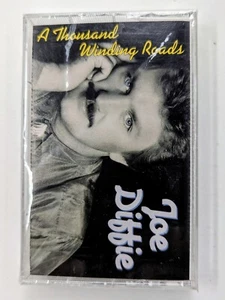 A Thousand
Winding Roads
Joe
Diffie